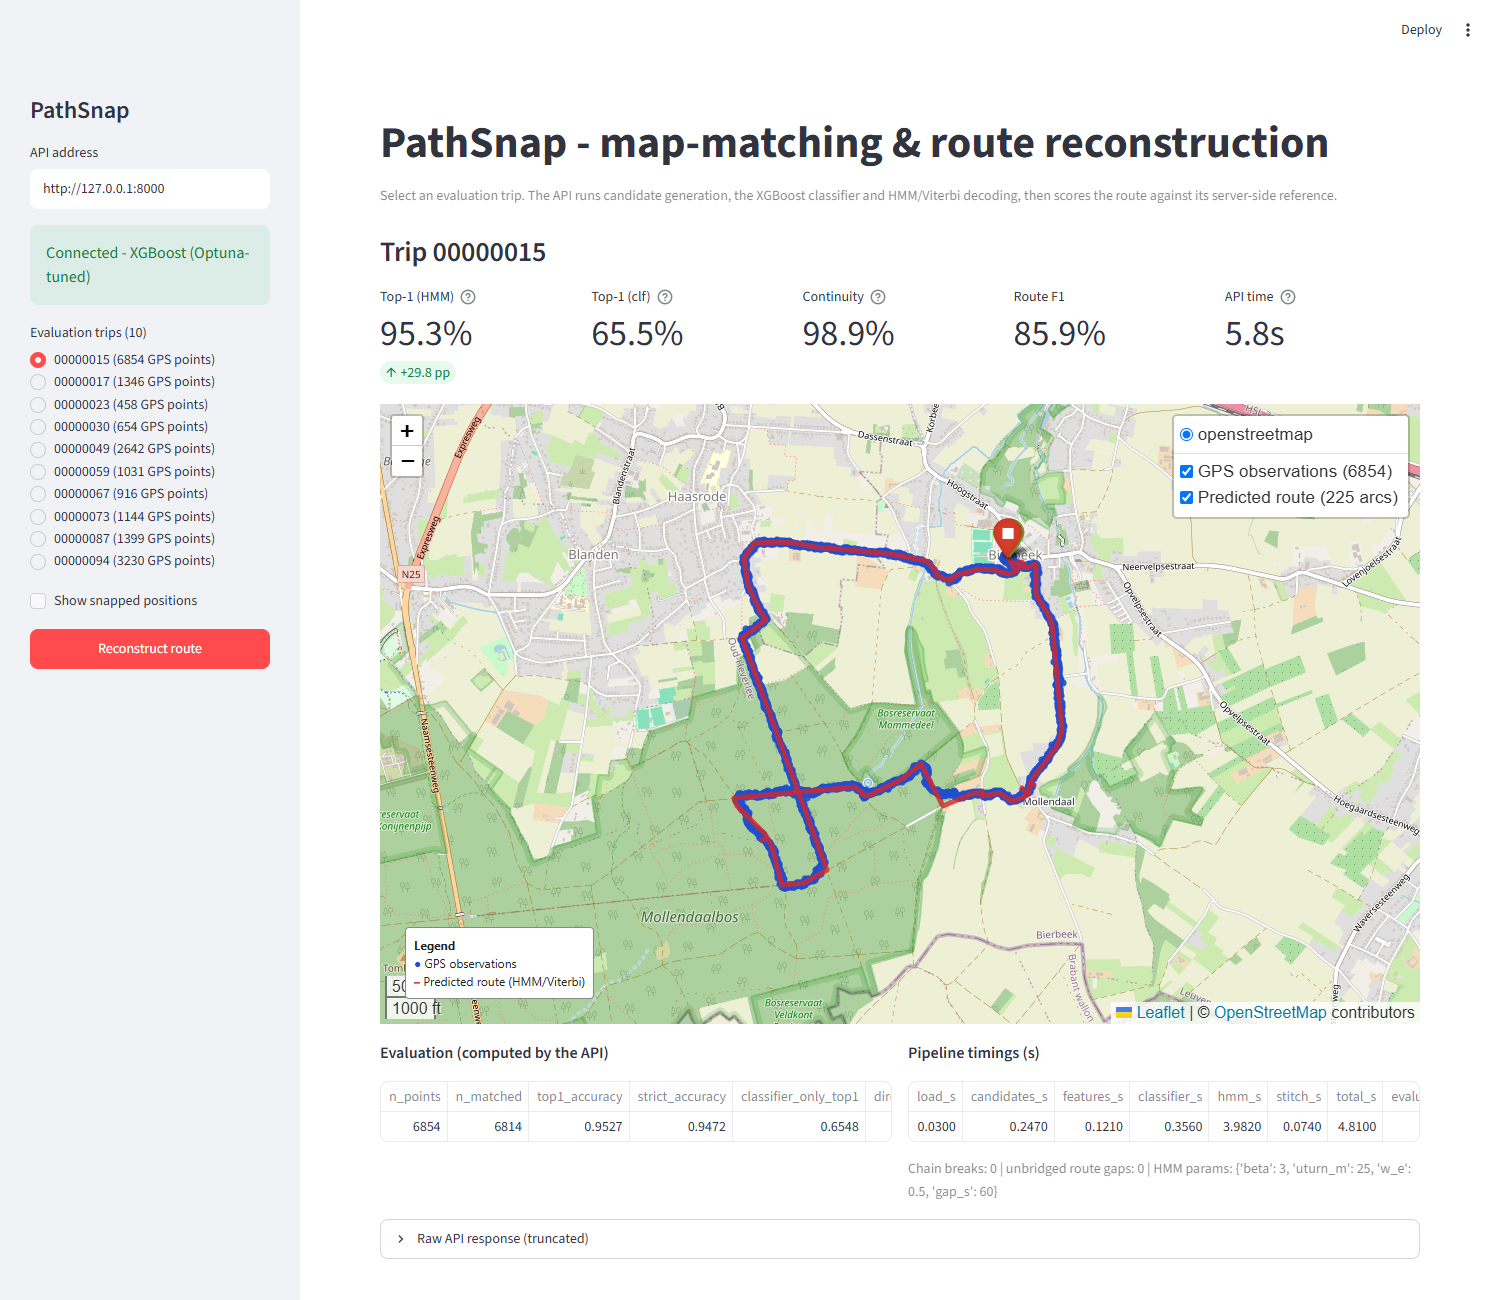 Deploy
PathSnap
API address
http://127.0.0.1:8000
Connected - XGBoost (Optuna-
tuned)
Evaluation trips (10)
00000015 (6854 GPS points)
00000017 (1346 GPS points)
00000023 (458 GPS points)
00000030 (654 GPS points)
00000049 (2642 GPS points)
00000059 (1031 GPS points)
00000067 (916 GPS points)
00000073 (1144 GPS points)
00000087 (1399 GPS points)
00000094 (3230 GPS points)
Show snapped positions
Reconstruct route
PathSnap - map-matching & route reconstruction
Select an evaluation trip. The API runs candidate generation, the XGBoost classifier and HMM/Viterbi decoding, then scores the route against its server-side reference.
Trip 00000015
Top-1 (HMM)
95.3%
↑ +29.8 pp
Top-1 (clf)
65.5%
Continuity
98.9%
Route F1
85.9%
API time
5.8s
+
−
openstreetmap
GPS observations (6854)
Predicted route (225 arcs)
Expresweg
Expresweg
N25
Blandenstraat
Haasrode
Blanden
Dassenstraat
Hoogstraat
Neervelpsestraat
Lovenjoelsestraat
Opvelpsestraat
Opvelpsestraat
Oud-Heverlee
Bosreservaat
Mommedeel
Naamsesteenweg
Mollendaal
Hoegaardsesteenweg
Waversesteenweg
Mollendaalbos
Bierbeek
Brabant wallon
Bosreservaat
Veldkant
Legend
● GPS observations
– Predicted route (HMM/Viterbi)
1000 ft
Leaflet | © OpenStreetMap contributors
Evaluation (computed by the API)
n_points n_matched top1_accuracy strict_accuracy classifier_only_top1
6854 6814 0.9527 0.9472 0.6548
Pipeline timings (s)
load_s candidates_s features_s classifier_s hmm_s stitch_s total_s evalu
0.0300 0.2470 0.1210 0.3560 3.9820 0.0740 4.8100
Chain breaks: 0 | unbridged route gaps: 0 | HMM params: {'beta': 3, 'uturn_m': 25, 'w_e':
0.5, 'gap_s': 60}
Raw API response (truncated)